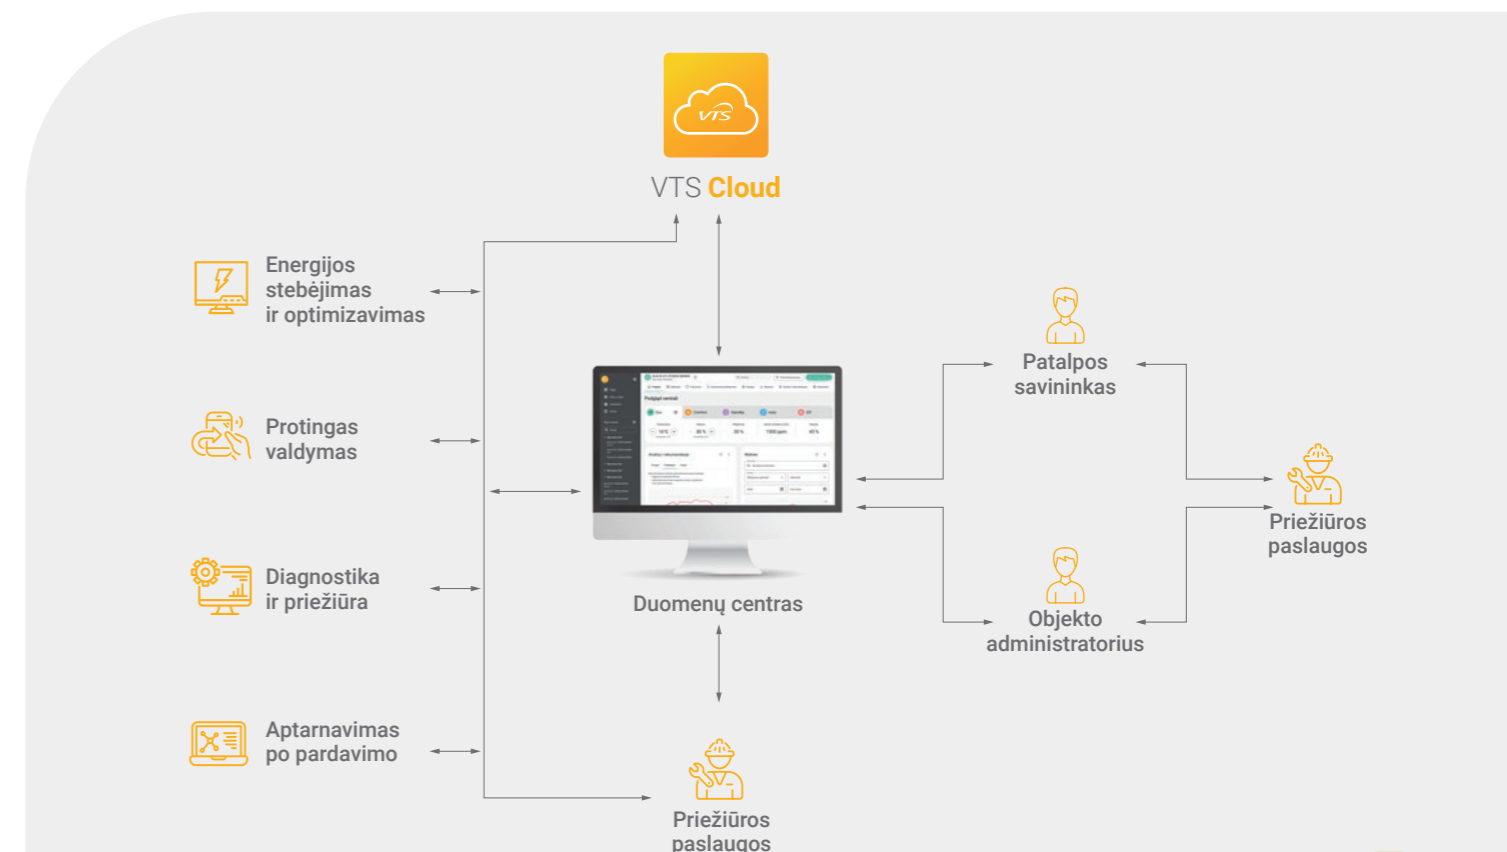 VTS
VTS Cloud
Energijos
stebėjimas
ir optimizavimas
Protingas
valdymas
Diagnostika
ir priežiūra
Aptarnavimas
po pardavimo
Duomenų centras
Priežiūros
paslaugos
Patalpos
savininkas
Objekto
administratorius
Priežiūros
paslaugos